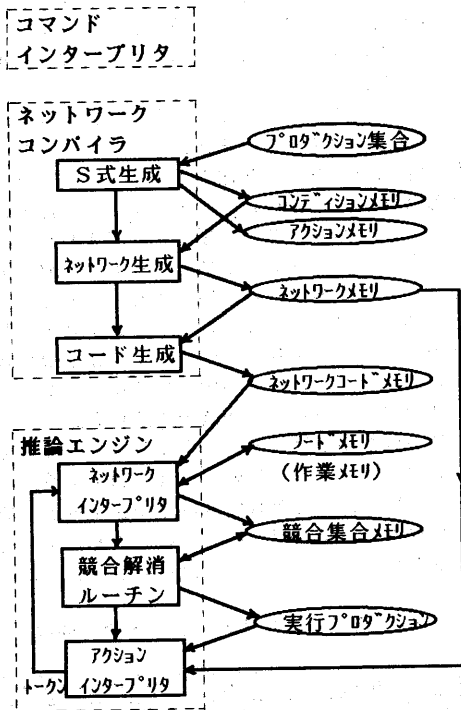 コマンド
インタープリタ
ネットワーク
コンパイラ
S式生成
プロダクション集合
コンディションメモリ
アクションメモリ
ネットワーク生成
ネットワークメモリ
コード生成
ネットワークコードメモリ
推論エンジン
ネットワーク
インタープリタ
ノードメモリ
(作業メモリ)
競合集合メモリ
競合解消
ルーチン
実行プロダクション
アクション
インタープリタ
トークン